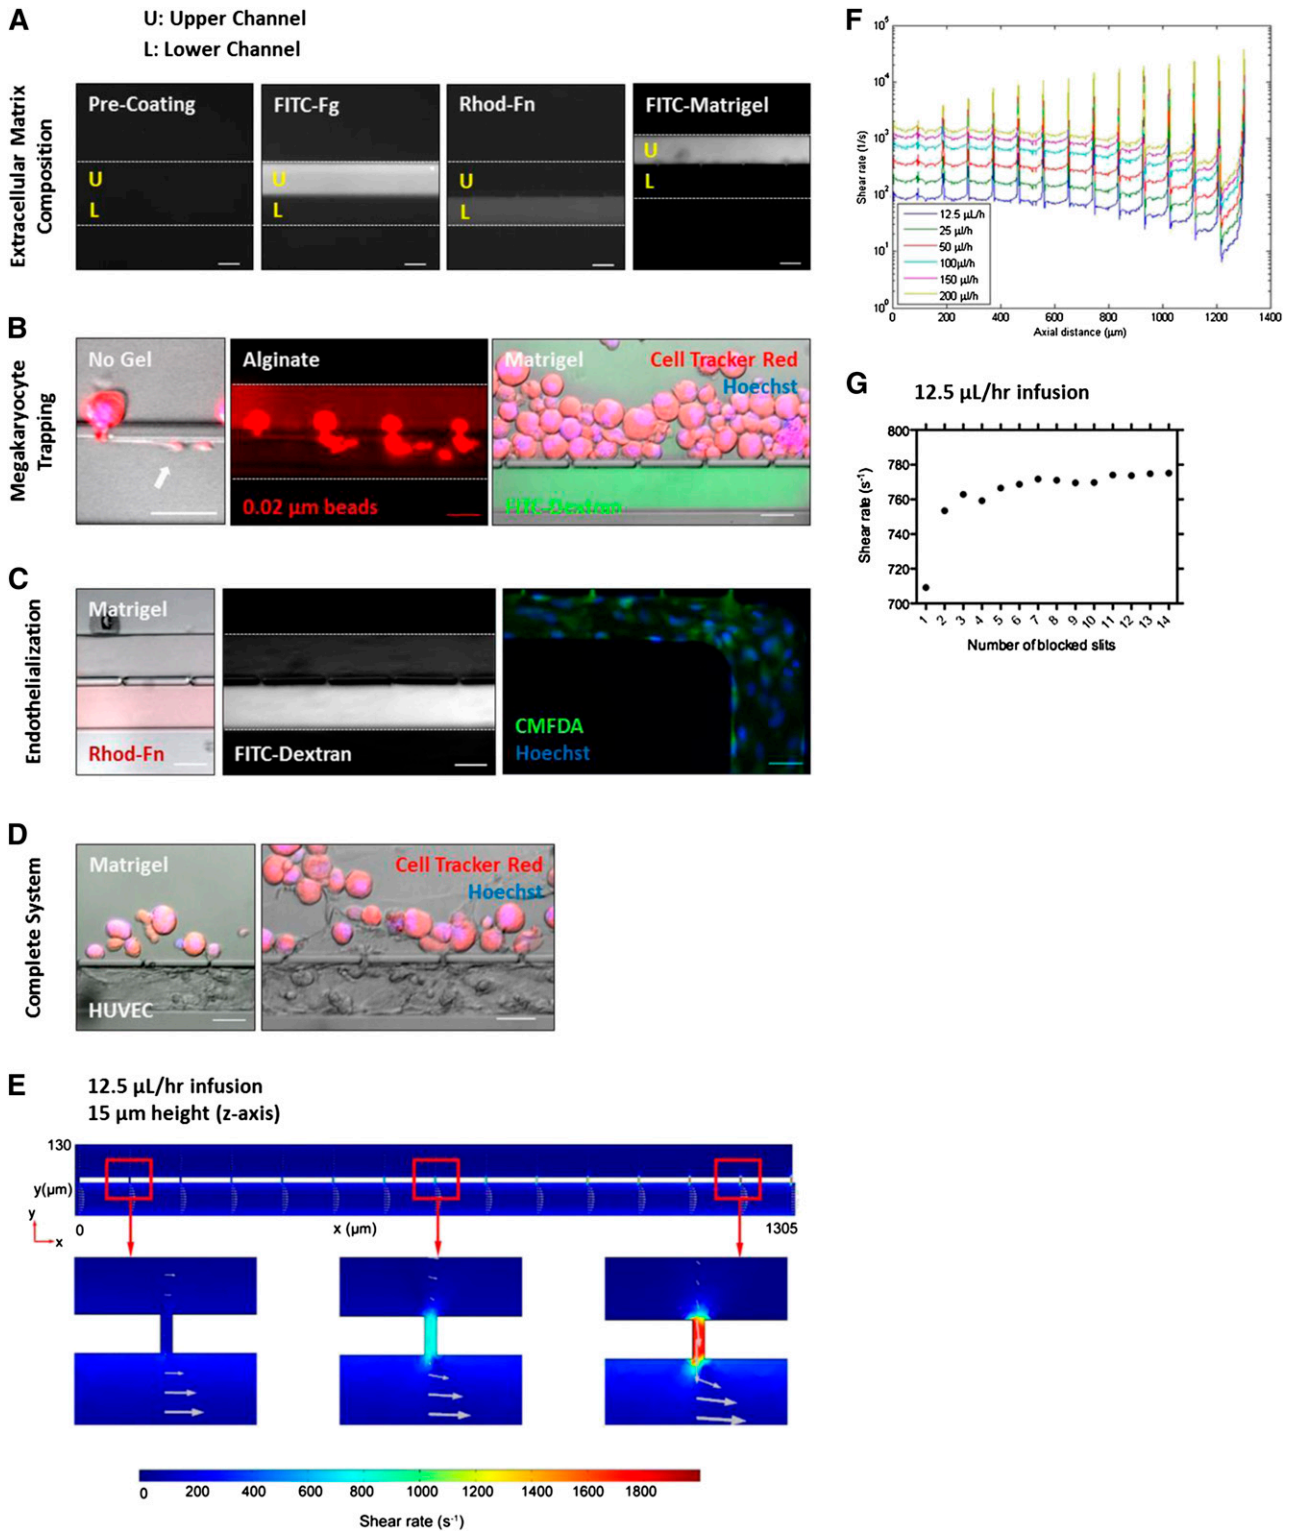 A
U: Upper Channel
L: Lower Channel
Extracellular Matrix
Composition
Pre-Coating
U
L
FITC-Fg
U
L
Rhod-Fn
U
L
FITC-Matrigel
U
L
B
Megakaryocyte
Trapping
No Gel
Alginate
0.02 µm beads
Matrigel
Cell Tracker Red
Hoechst
FITC-Dextran
C
Endothelialization
Matrigel
Rhod-Fn
FITC-Dextran
CMFDA
Hoechst
D
Complete System
Matrigel
HUVEC
Cell Tracker Red
Hoechst
E
12.5 µL/hr infusion
15 µm height (z-axis)
130
y(µm)
y
x
0
x (µm)
1305
0 200 400 600 800 1000 1200 1400 1600 1800
Shear rate (s-1)
F
105
104
103
102
101
100
Shear rate (1/s)
12.5 µL/h
25 µl/h
50 µl/h
100µl/h
150 µl/h
200 µl/h
0 200 400 600 800 1000 1200 1400
Axial distance (µm)
G
12.5 µL/hr infusion
800
780
760
740
720
700
Shear rate (s-1)
1 2 3 4 5 6 7 8 9 10 11 12 13 14
Number of blocked slits